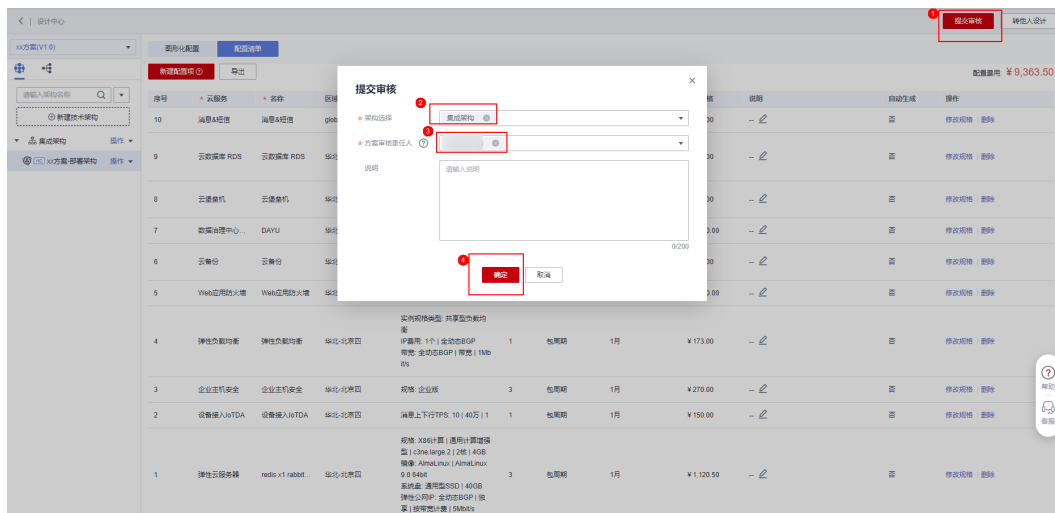 设计中心
1
提交审核
转他人设计
xx方案(V1.0)
图形化配置
配置清单
新建配置项
导出
配置费用: ¥9,363.50
请输入架构名称
新建技术架构
集成架构
操作
xx方案-部署架构
操作
序号
* 云服务
* 名称
说明
自动生成
操作
10
消息&短信
消息&短信
--
否
修改规格 | 删除
9
云数据库 RDS
云数据库 RDS
--
否
修改规格 | 删除
8
云堡垒机
云堡垒机
--
否
修改规格 | 删除
7
数据治理中心...
DAYU
--
否
修改规格 | 删除
6
云备份
云备份
--
否
修改规格 | 删除
5
Web应用防火墙
Web应用防火墙
--
否
修改规格 | 删除
提交审核
2
* 架构选择
集成架构
3
* 方案审核责任人
说明
请输入说明
0/200
4
确定
取消
4
弹性负载均衡
弹性负载均衡
华北-北京四
实例规格类型: 共享型负载均
衡
IP费用: 1个 | 全动态BGP
带宽: 全动态BGP | 带宽 | 1Mb
it/s
1
包周期
1月
¥ 173.00
--
否
修改规格 | 删除
3
企业主机安全
企业主机安全
华北-北京四
规格: 企业版
3
包周期
1月
¥ 270.00
--
否
修改规格 | 删除
2
设备接入IoTDA
设备接入IoTDA
华北-北京四
消息上下行TPS: 10 | 40万 | 1
1
包周期
1月
¥ 150.00
--
否
修改规格 | 删除
1
弹性云服务器
redis x1 rabbit...
华北-北京四
规格: X86计算 | 通用计算增强
型 | c3ne.large.2 | 2核 | 4GB
镜像: AlmaLinux | AlmaLinux
9.0 64bit
系统盘: 通用型SSD | 40GB
弹性公网IP: 全动态BGP | 独
享 | 按带宽计费 | 5Mbit/s
3
包周期
1月
¥ 1,120.50
--
否
修改规格 | 删除
帮助
客服